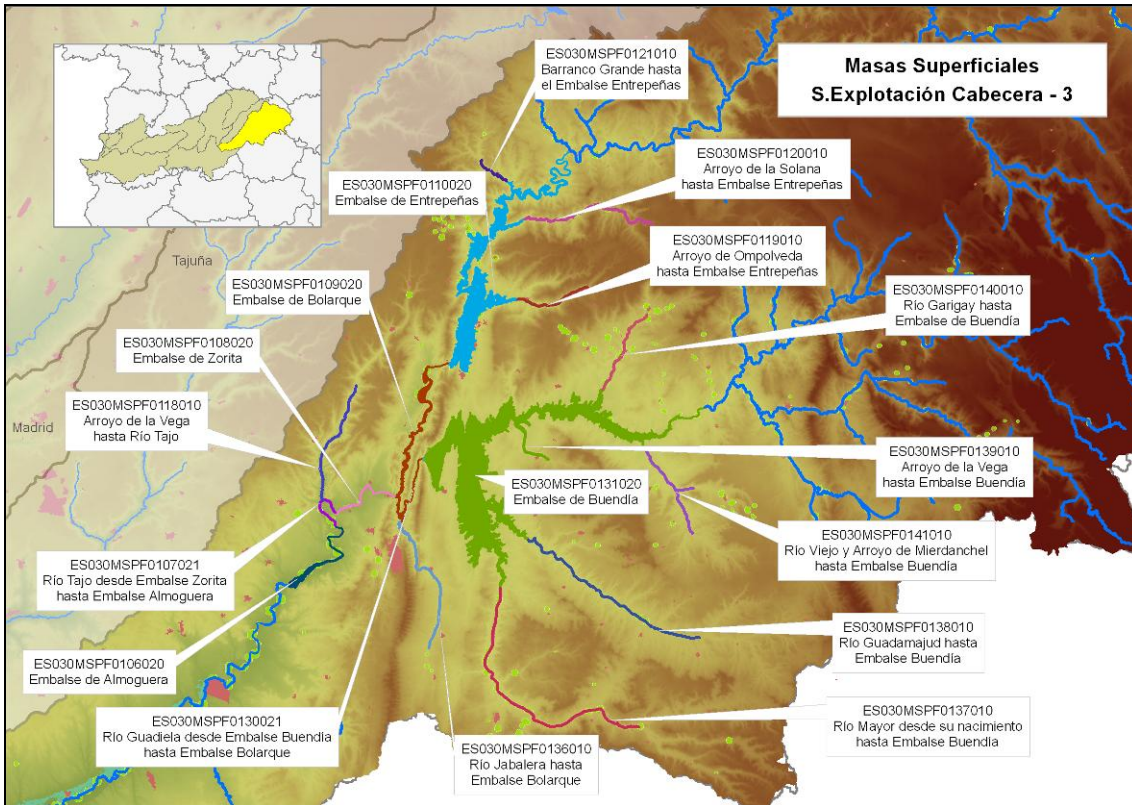 Masas Superficiales
S.Explotación Cabecera - 3
ES030MSPF0121010
Barranco Grande hasta
el Embalse Entrepeñas
ES030MSPF0120010
Arroyo de la Solana
hasta Embalse Entrepeñas
ES030MSPF0110020
Embalse de Entrepeñas
ES030MSPF0119010
Arroyo de Ompolveda
hasta Embalse Entrepeñas
Tajuña
ES030MSPF0109020
Embalse de Bolarque
ES030MSPF0140010
Río Garigay hasta
Embalse de Buendía
ES030MSPF0108020
Embalse de Zorita
ES030MSPF0118010
Arroyo de la Vega
hasta Río Tajo
Madrid
ES030MSPF0139010
Arroyo de la Vega
hasta Embalse Buendía
ES030MSPF0131020
Embalse de Buendía
ES030MSPF0141010
Río Viejo y Arroyo de Mierdanchel
hasta Embalse Buendía
ES030MSPF0107021
Río Tajo desde Embalse Zorita
hasta Embalse Almoguera
ES030MSPF0138010
Río Guadamajud hasta
Embalse Buendía
ES030MSPF0106020
Embalse de Almoguera
ES030MSPF0130021
Río Guadiela desde Embalse Buendia
hasta Embalse Bolarque
ES030MSPF0136010
Río Jabalera hasta
Embalse Bolarque
ES030MSPF0137010
Río Mayor desde su nacimiento
hasta Embalse Buendía